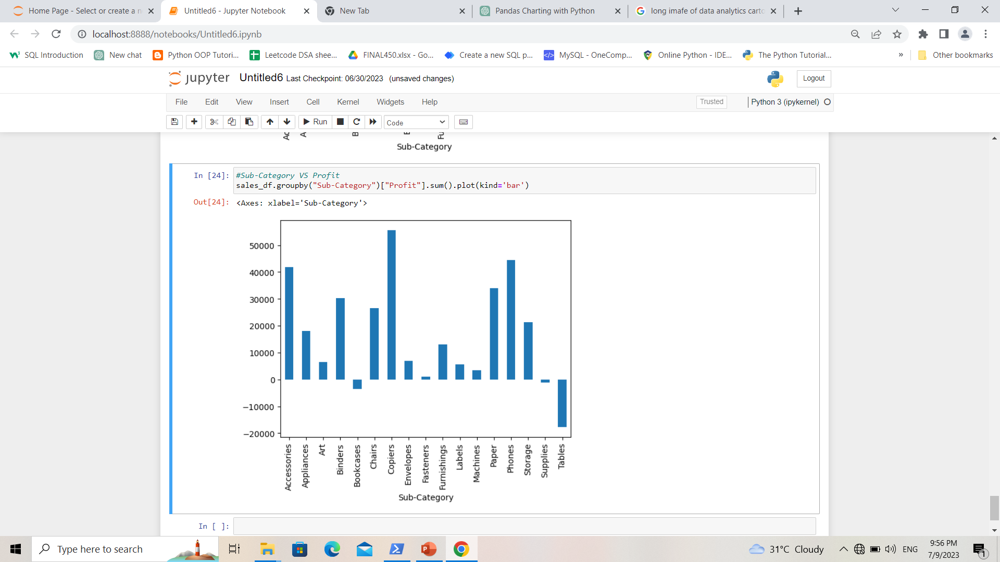 Home Page - Select or create a n
Untitled6 - Jupyter Notebook
New Tab
Pandas Charting with Python
long imafe of data analytics carto
localhost:8888/notebooks/Untitled6.ipynb
SQL Introduction
New chat
Python OOP Tutori...
Leetcode DSA shee...
FINAL450.xlsx - Go...
Create a new SQL p...
MySQL - OneComp...
Online Python - IDE...
The Python Tutorial...
»
Other bookmarks
jupyter Untitled6 Last Checkpoint: 06/30/2023 (unsaved changes)
Logout
File Edit View Insert Cell Kernel Widgets Help
Trusted
Python 3 (ipykernel)
Run
Code
Sub-Category
In [24]: #Sub-Category VS Profit
sales_df.groupby("Sub-Category")["Profit"].sum().plot(kind='bar')
Out[24]: <Axes: xlabel='Sub-Category'>
50000
40000
30000
20000
10000
0
−10000
−20000
Accessories
Appliances
Art
Binders
Bookcases
Chairs
Copiers
Envelopes
Fasteners
Furnishings
Labels
Machines
Paper
Phones
Storage
Supplies
Tables
Sub-Category
In [ ]:
Type here to search
31°C Cloudy
ENG
9:56 PM
7/9/2023
1